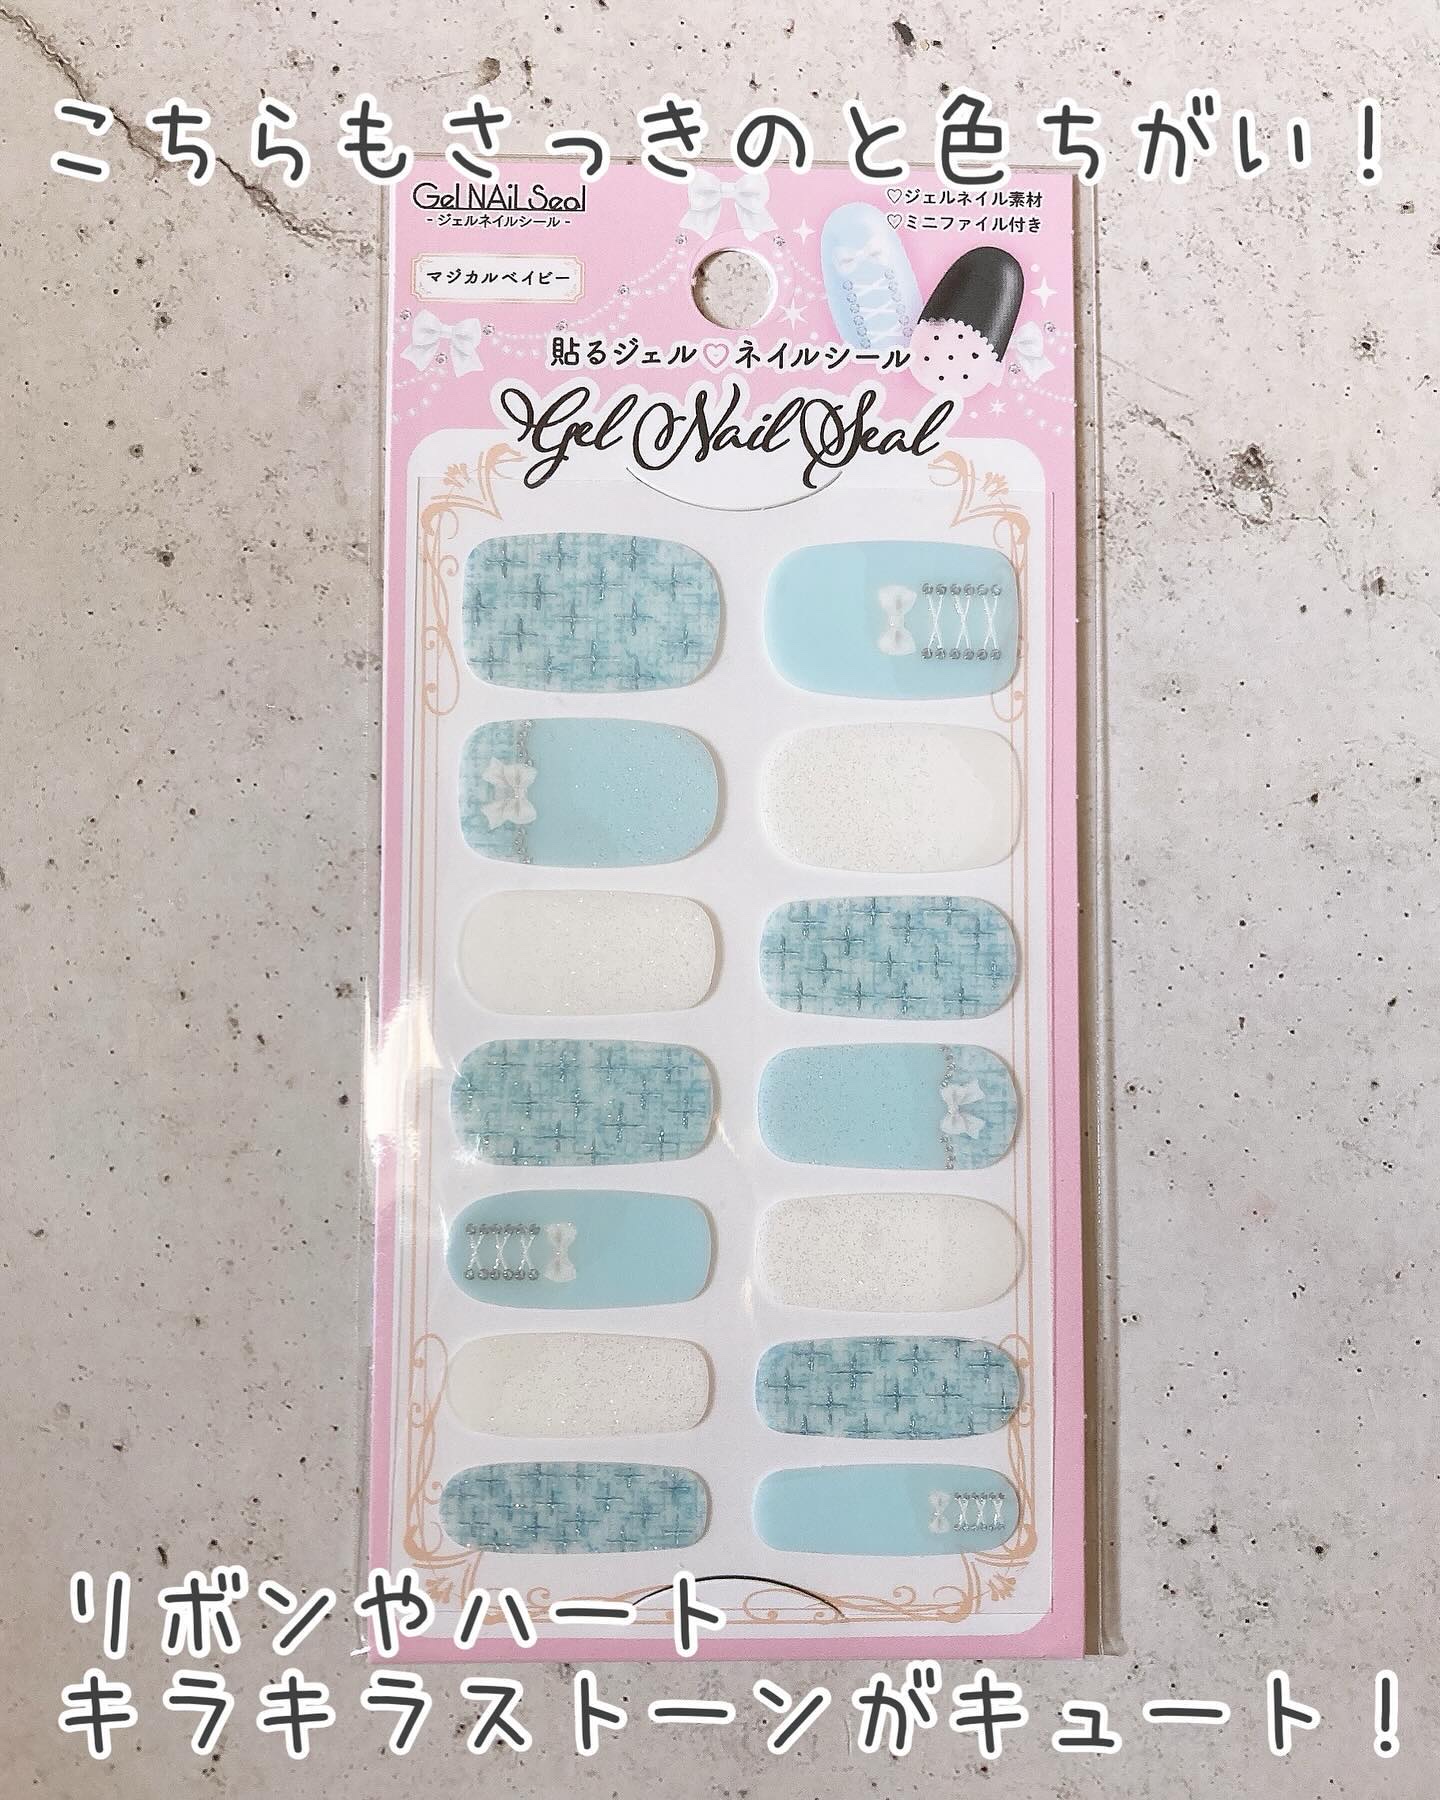 こちらもさっきのと色ちがい！
Gel NAiL Seal
-ジェルネイルシール-
♡ジェルネイル素材
♡ミニファイル付き
マジカルベイビー
貼るジェル♡ネイルシール
Gel Nail Seal
リボンやハート
キラキラストーンがキュート！